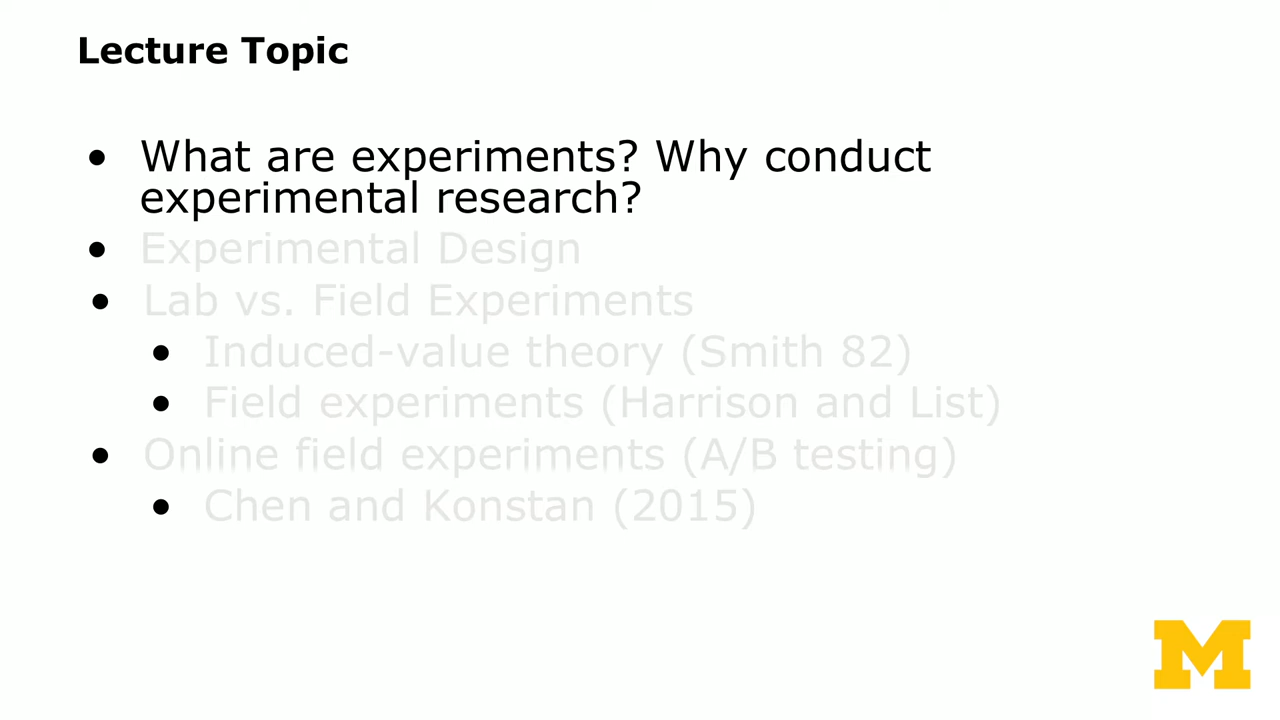 Lecture Topic
• What are experiments? Why conduct
experimental research?
• Experimental Design
• Lab vs. Field Experiments
• Induced-value theory (Smith 82)
• Field experiments (Harrison and List)
• Online field experiments (A/B testing)
• Chen and Konstan (2015)
M